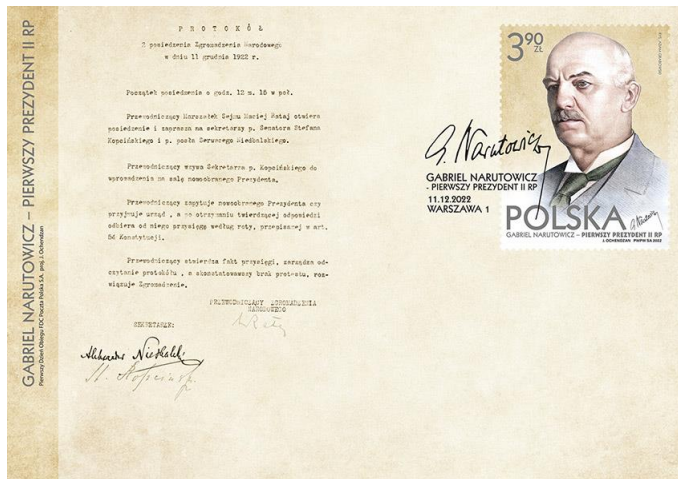 GABRIEL NARUTOWICZ – PIERWSZY PREZYDENT II RP
Pierwszy Dzień Obiegu FDC Poczta Polska S.A. proj. J. Ochendzan
P R O T O K Ó Ł
Z posiedzenia Zgromadzenia Narodowego
w dniu 11 grudnia 1922 r.
Początek posiedzenia o godz. 12 m. 15 w poł.
Przewodniczący Marszałek Sejmu Maciej Rataj otwiera
posiedzenie i zaprasza na sekretarzy p. Senatora Stefana
Kopcińskiego i p. posła Niedbalskiego.
Przewodniczący wzywa Sekretarza p. Kopcińskiego do
wprowadzenia na salę nowoobranego Prezydenta.
Przewodniczący zapytuje nowoobranego Prezydenta czy
przyjmuje urząd , a po otrzymaniu twierdzącej odpowiedzi
odbiera od niego przysięgę według roty, przepisanej w art.
54 Konstytucji.
Przewodniczący stwierdza fakt przysięgi, zarządza od-
czytanie protokółu , a skonstatowawszy brak protestu, roz-
wiązuje Zgromadzenie.
PRZEWODNICZĄCY ZGROMADZENIA
NARODOWEGO
SEKRETARZE:
3,90
ZŁ
G. Narutowicz
GABRIEL NARUTOWICZ
- PIERWSZY PREZYDENT II RP
11.12.2022
WARSZAWA 1
POLSKA
G. Narutowicz
GABRIEL NARUTOWICZ – PIERWSZY PREZYDENT II RP
J. OCHENDZAN PWPW SA 2022